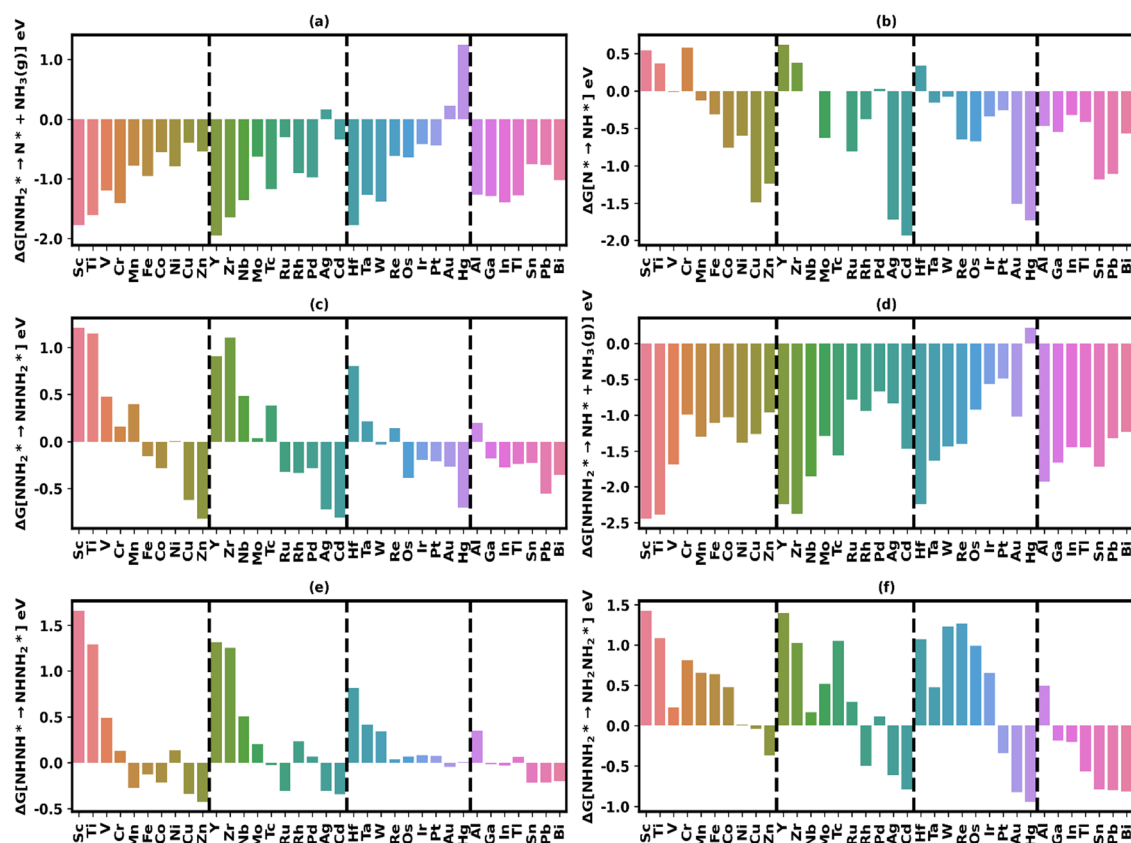 (a)
ΔG[NNH₂* → N* + NH₃(g)] eV
1.0
0.0
-1.0
-2.0
Sc Ti V Cr Mn Fe Co Ni Cu Zn Y Zr Nb Mo Tc Ru Rh Pd Ag Cd Hf Ta W Re Os Ir Pt Au Hg Al Ga In Tl Sn Pb Bi
(b)
ΔG[N* → NH*] eV
0.5
0.0
-0.5
-1.0
-1.5
-2.0
Sc Ti V Cr Mn Fe Co Ni Cu Zn Y Zr Nb Mo Tc Ru Rh Pd Ag Cd Hf Ta W Re Os Ir Pt Au Hg Al Ga In Tl Sn Pb Bi
(c)
ΔG[NNH₂* → NHNH₂*] eV
1.0
0.5
0.0
-0.5
Sc Ti V Cr Mn Fe Co Ni Cu Zn Y Zr Nb Mo Tc Ru Rh Pd Ag Cd Hf Ta W Re Os Ir Pt Au Hg Al Ga In Tl Sn Pb Bi
(d)
ΔG[NHNH₂* → NH* + NH₃(g)] eV
0.0
-0.5
-1.0
-1.5
-2.0
-2.5
Sc Ti V Cr Mn Fe Co Ni Cu Zn Y Zr Nb Mo Tc Ru Rh Pd Ag Cd Hf Ta W Re Os Ir Pt Au Hg Al Ga In Tl Sn Pb Bi
(e)
ΔG[NHNH* → NHNH₂*] eV
1.5
1.0
0.5
0.0
-0.5
Sc Ti V Cr Mn Fe Co Ni Cu Zn Y Zr Nb Mo Tc Ru Rh Pd Ag Cd Hf Ta W Re Os Ir Pt Au Hg Al Ga In Tl Sn Pb Bi
(f)
ΔG[NHNH₂* → NH₂NH₂*] eV
1.5
1.0
0.5
0.0
-0.5
-1.0
Sc Ti V Cr Mn Fe Co Ni Cu Zn Y Zr Nb Mo Tc Ru Rh Pd Ag Cd Hf Ta W Re Os Ir Pt Au Hg Al Ga In Tl Sn Pb Bi